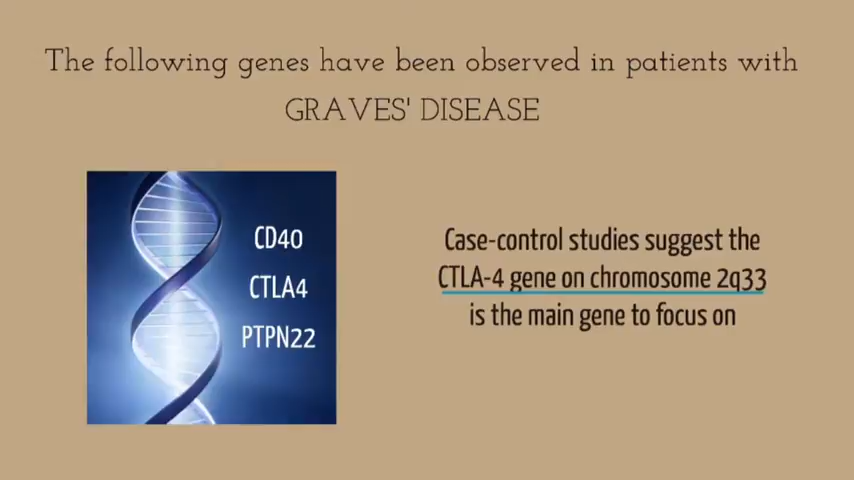 The following genes have been observed in patients with
GRAVES' DISEASE
CD40
CTLA4
PTPN22
Case-control studies suggest the
CTLA-4 gene on chromosome 2q33
is the main gene to focus on